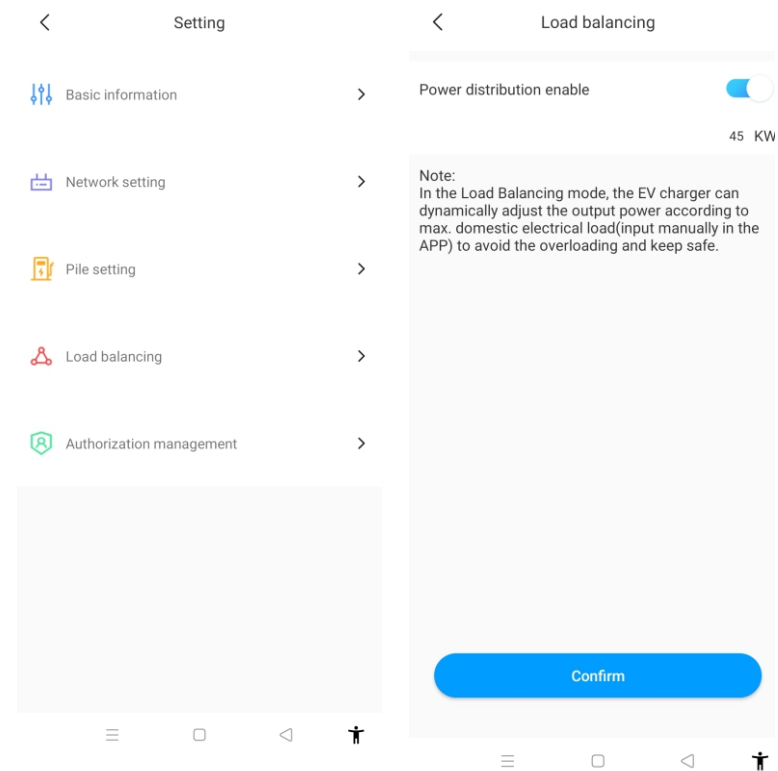 Setting
Basic information
Network setting
Pile setting
Load balancing
Authorization management
Load balancing
Power distribution enable
45 KW
Note:
In the Load Balancing mode, the EV charger can
dynamically adjust the output power according to
max. domestic electrical load(input manually in the
APP) to avoid the overloading and keep safe.
Confirm